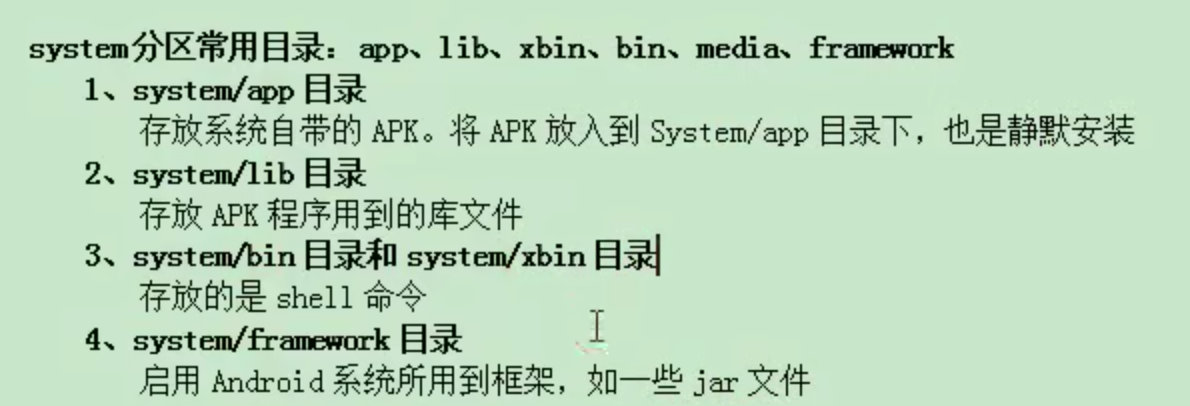 system分区常用目录：app、lib、xbin、bin、media、framework
1、system/app 目录
存放系统自带的 APK。将 APK 放入到 System/app 目录下，也是静默安装
2、system/lib 目录
存放 APK 程序用到的库文件
3、system/bin 目录和 system/xbin 目录
存放的是 shell 命令
4、system/framework 目录
启用 Android 系统所用到框架，如一些 jar 文件